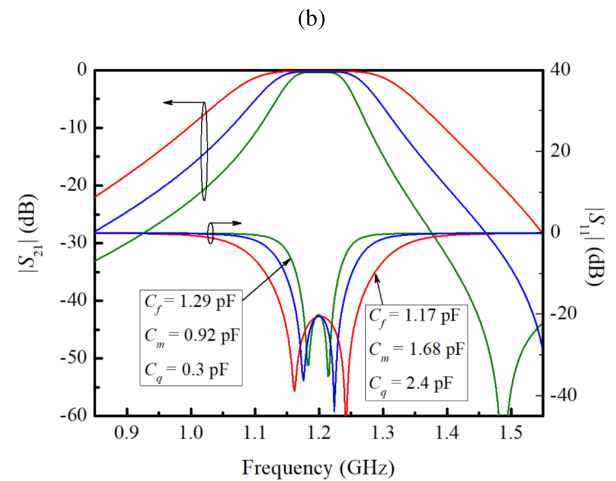 (b)
0
-10
-20
-30
-40
-50
-60
|S21| (dB)
40
20
0
-20
-40
|S11| (dB)
Cf = 1.29 pF
Cm = 0.92 pF
Cq = 0.3 pF
Cf = 1.17 pF
Cm = 1.68 pF
Cq = 2.4 pF
0.9 1.0 1.1 1.2 1.3 1.4 1.5
Frequency (GHz)